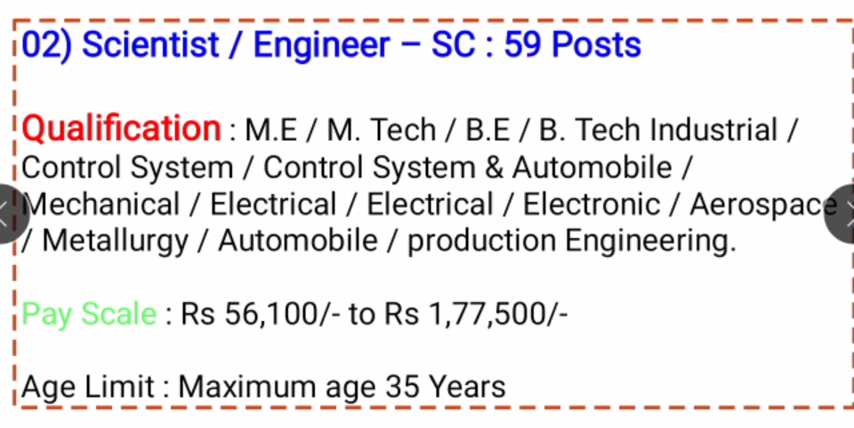 02) Scientist / Engineer – SC : 59 Posts
Qualification : M.E / M. Tech / B.E / B. Tech Industrial /
Control System / Control System & Automobile /
Mechanical / Electrical / Electrical / Electronic / Aerospace
/ Metallurgy / Automobile / production Engineering.
Pay Scale : Rs 56,100/- to Rs 1,77,500/-
Age Limit : Maximum age 35 Years